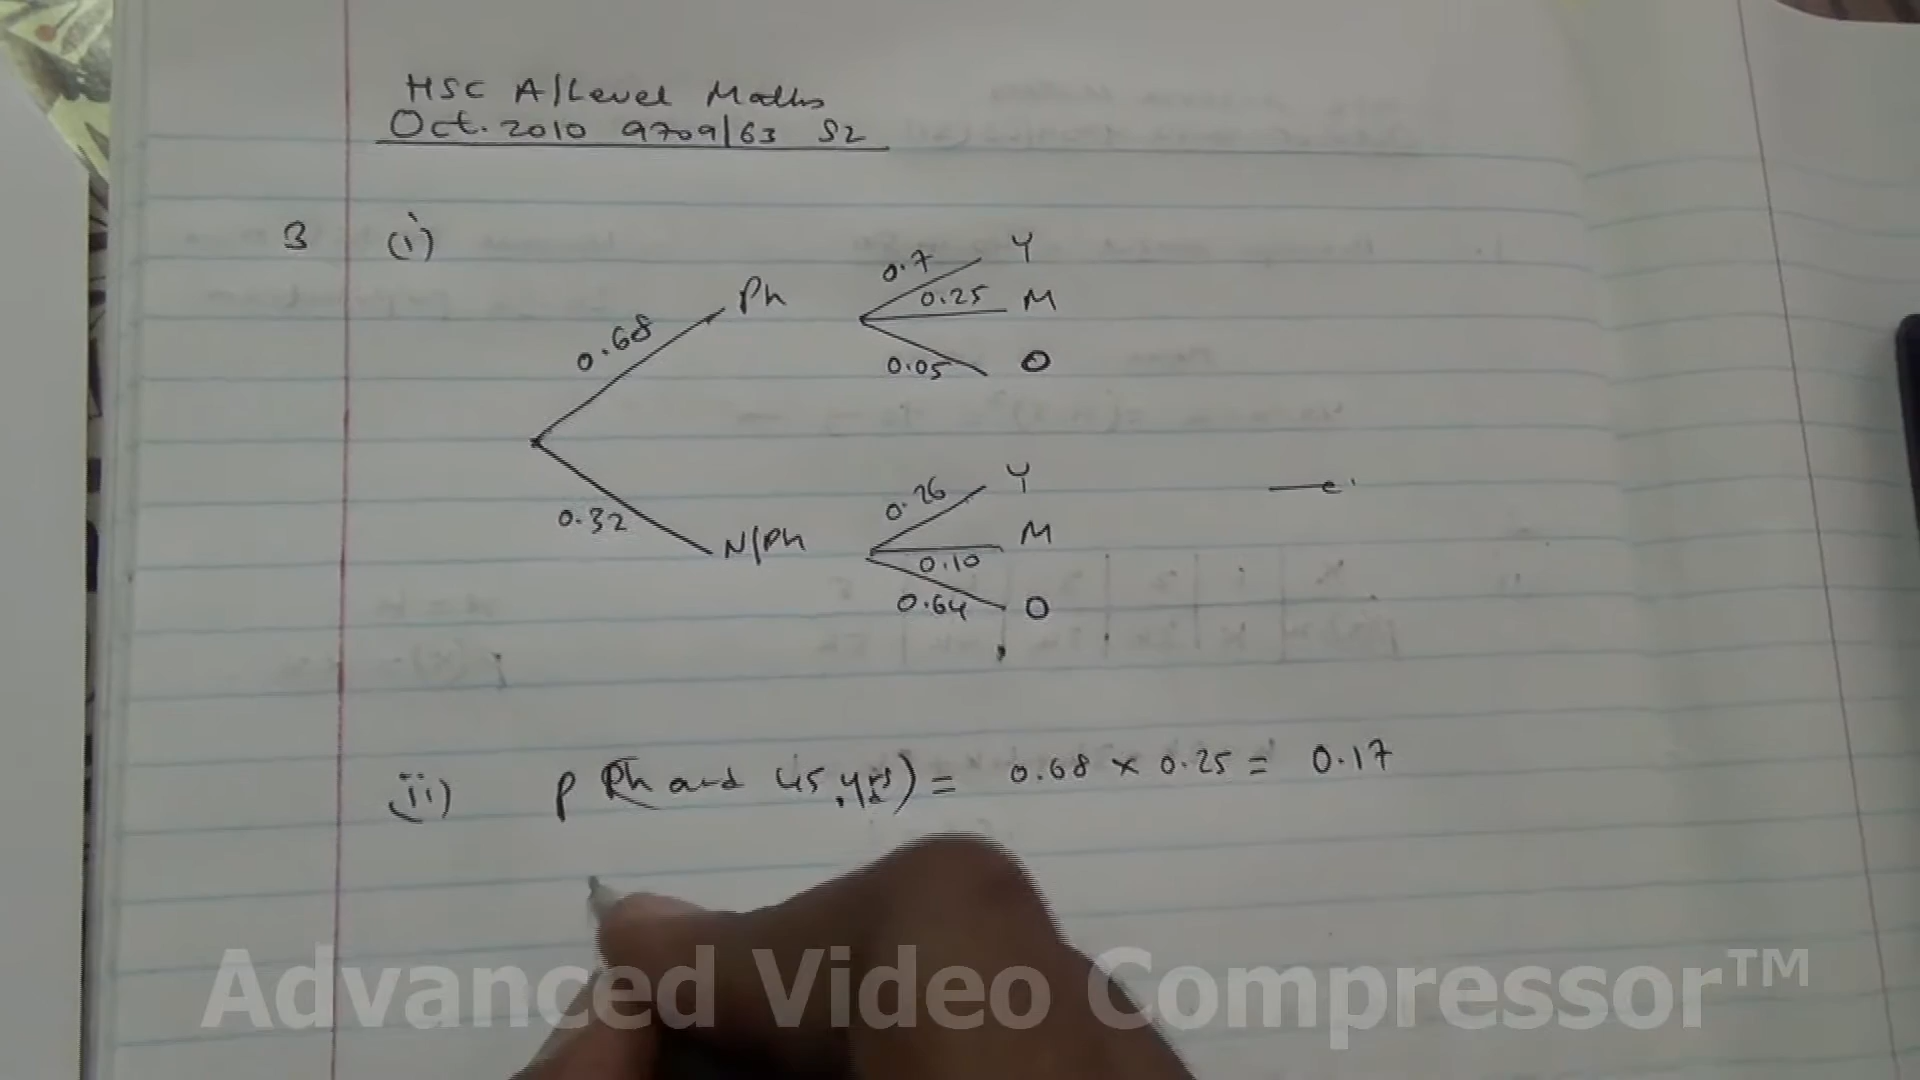 HSC A/Level Maths
Oct. 2010 9709/63 S2
3 (i)
0.68 Ph 0.7 Y
0.25 M
0.05 O
0.32 N/Ph 0.26 Y
0.10 M
0.64 O
ii) P (Ph and 45 yrs) = 0.68 × 0.25 = 0.17
Advanced Video Compressor™